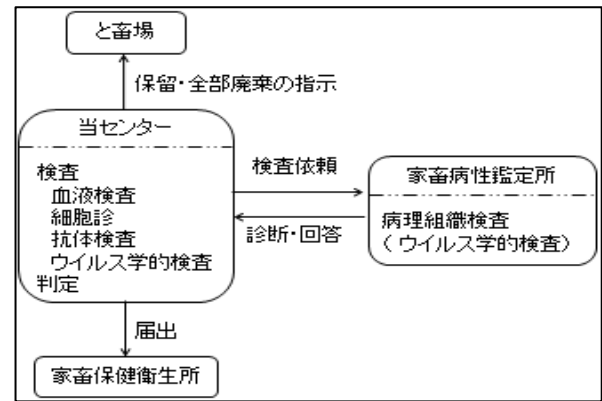 と畜場
保留・全部廃棄の指示
当センター
検査
血液検査
細胞診
抗体検査
ウイルス学的検査
判定
検査依頼
診断・回答
家畜病性鑑定所
病理組織検査
（ウイルス学的検査）
届出
家畜保健衛生所